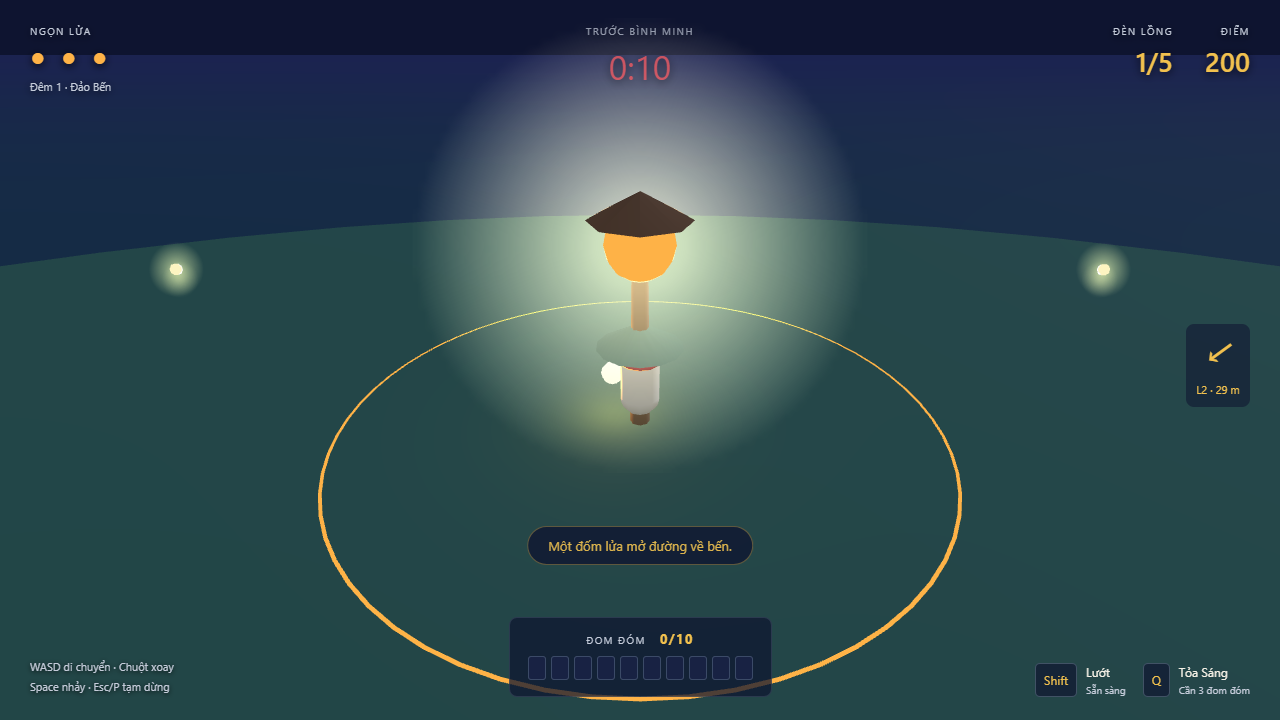 NGỌN LỬA
Đêm 1 · Đảo Bến
TRƯỚC BÌNH MINH
0:10
ĐÈN LỒNG
1/5
ĐIỂM
200
L2 · 29 m
Một đốm lửa mở đường về bến.
ĐOM ĐÓM 0/10
WASD di chuyển · Chuột xoay
Space nhảy · Esc/P tạm dừng
Shift
Lướt
Sẵn sàng
Q
Tỏa Sáng
Cần 3 đom đóm